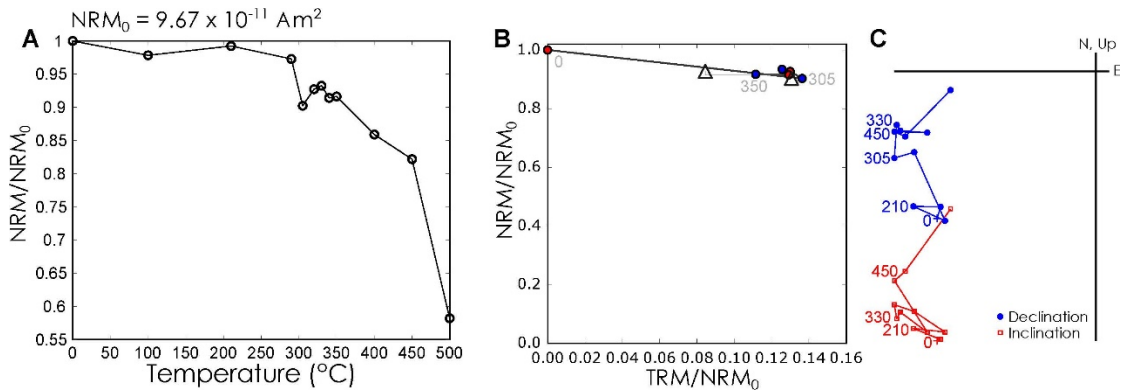 NRM0 = 9.67 x 10-11 Am2
A
1
0.95
0.9
0.85
0.8
0.75
0.7
0.65
0.6
0.55
NRM/NRM0
0 50 100 150 200 250 300 350 400 450 500
Temperature (°C)
B
1.0
0.8
0.6
0.4
0.2
0.0
NRM/NRM0
0
350
305
0.00 0.02 0.04 0.06 0.08 0.10 0.12 0.14 0.16
TRM/NRM0
C
N, Up
E
330
450
305
210
0
450
330
210
0
Declination
Inclination